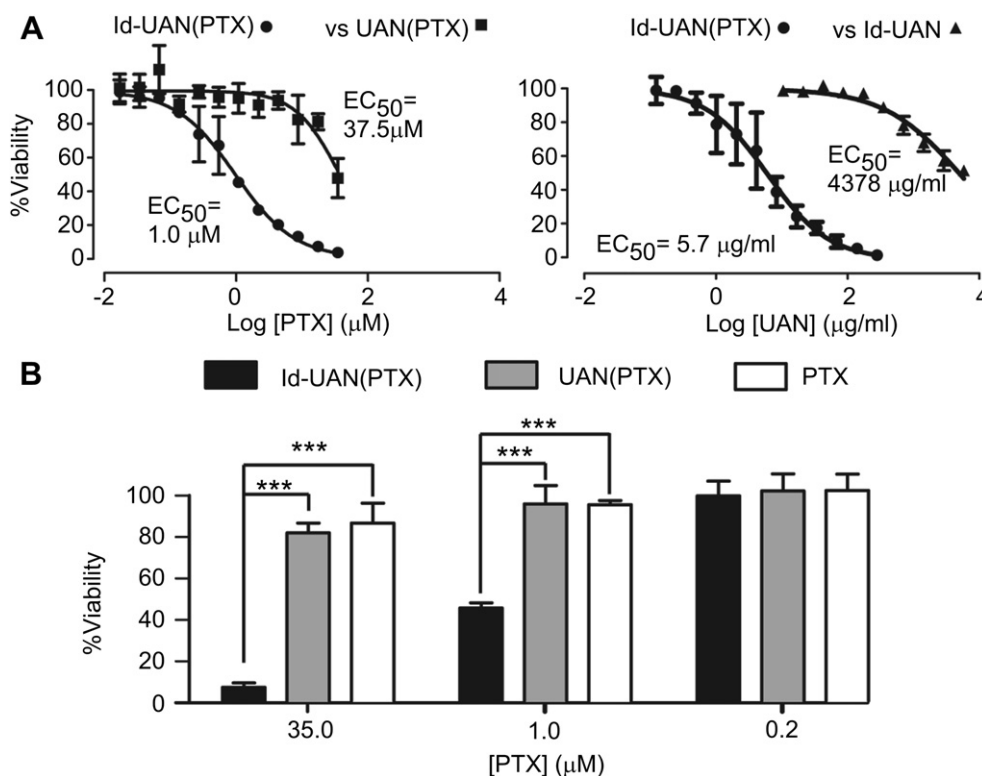 A
Id-UAN(PTX) ● vs UAN(PTX) ■
%Viability
100
80
60
40
20
0
EC50=
37.5μM
EC50=
1.0 μM
-2 0 2 4
Log [PTX] (μM)
Id-UAN(PTX) ● vs Id-UAN ▲
100
80
60
40
20
0
EC50=
4378 μg/ml
EC50= 5.7 μg/ml
-2 0 2 4
Log [UAN] (μg/ml)
B
Id-UAN(PTX) UAN(PTX) PTX
%Viability
100
80
60
40
20
0
***
***
***
***
35.0 1.0 0.2
[PTX] (μM)